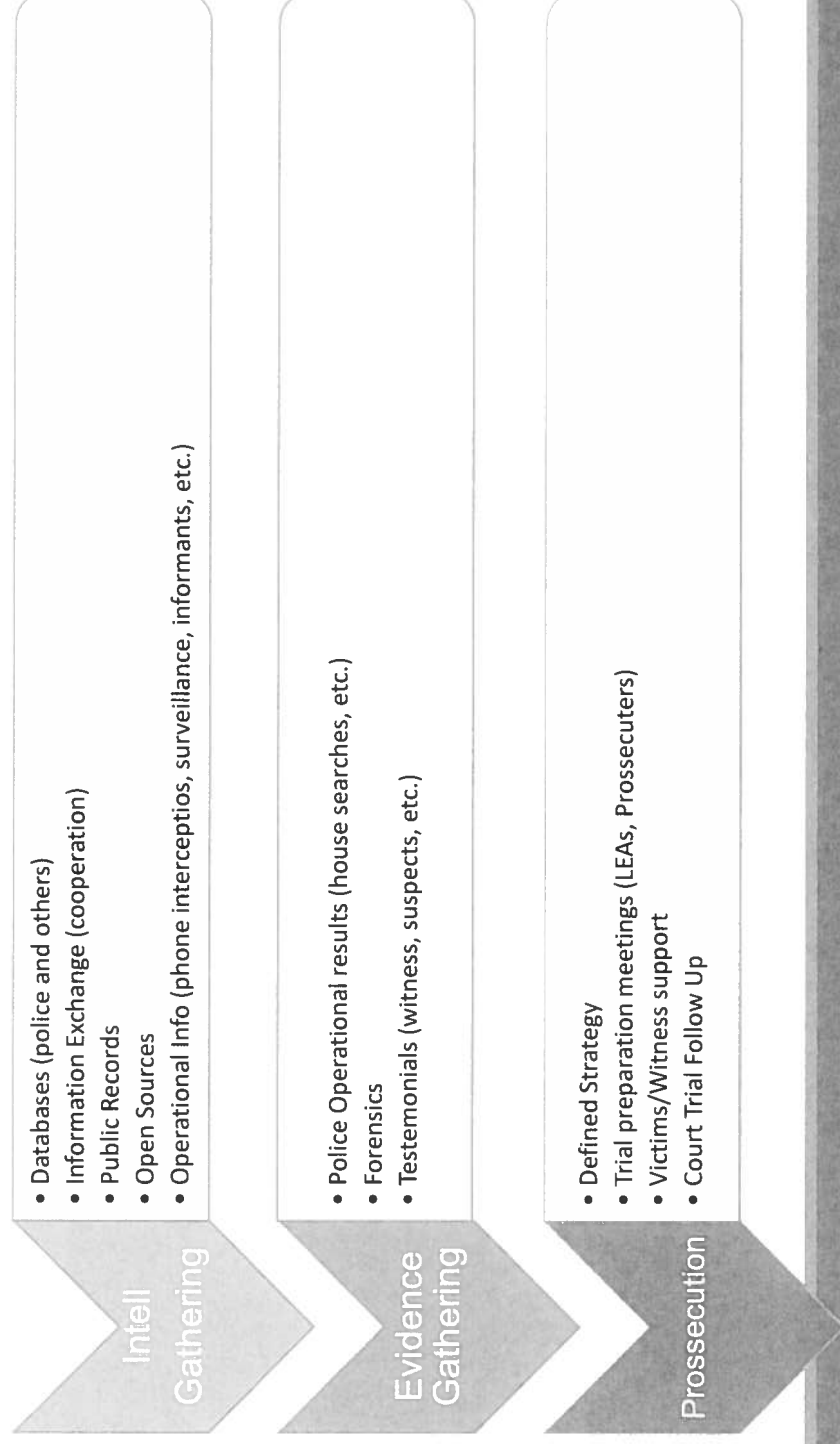 Intell
Gathering
• Databases (police and others)
• Information Exchange (cooperation)
• Public Records
• Open Sources
• Operational Info (phone interceptios, surveillance, informants, etc.)
Evidence
Gathering
• Police Operational results (house searches, etc.)
• Forensics
• Testemonials (witness, suspects, etc.)
Prossecution
• Defined Strategy
• Trial preparation meetings (LEAs, Prossecuters)
• Victims/Witness support
• Court Trial Follow Up